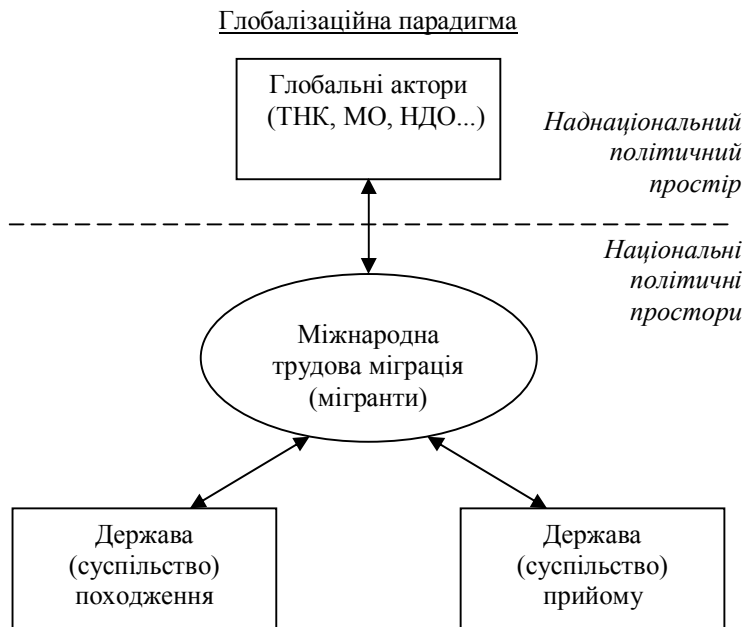 Глобалізаційна парадигма
Глобальні актори
(ТНК, МО, НДО...)
Наднаціональний
політичний
простір
Національні
політичні
простори
Міжнародна
трудова міграція
(мігранти)
Держава
(суспільство)
походження
Держава
(суспільство)
прийому